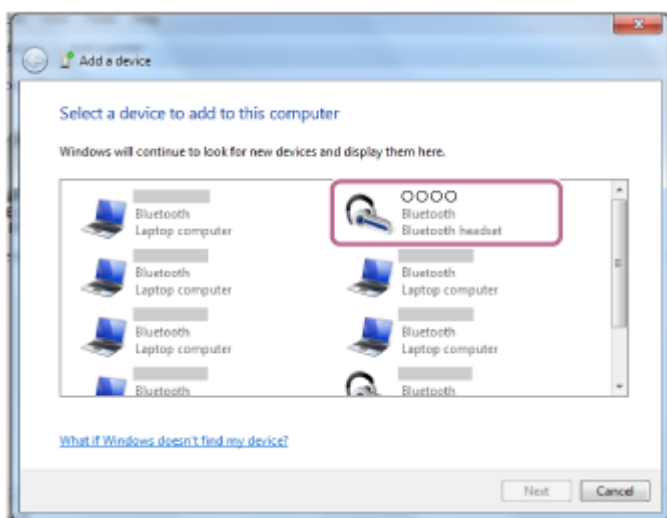 Add a device
Select a device to add to this computer
Windows will continue to look for new devices and display them here.
Bluetooth
Laptop computer
OOOO
Bluetooth
Bluetooth headset
Bluetooth
Laptop computer
Bluetooth
Laptop computer
Bluetooth
Laptop computer
Bluetooth
Laptop computer
Bluetooth
Bluetooth
What if Windows doesn't find my device?
Next
Cancel